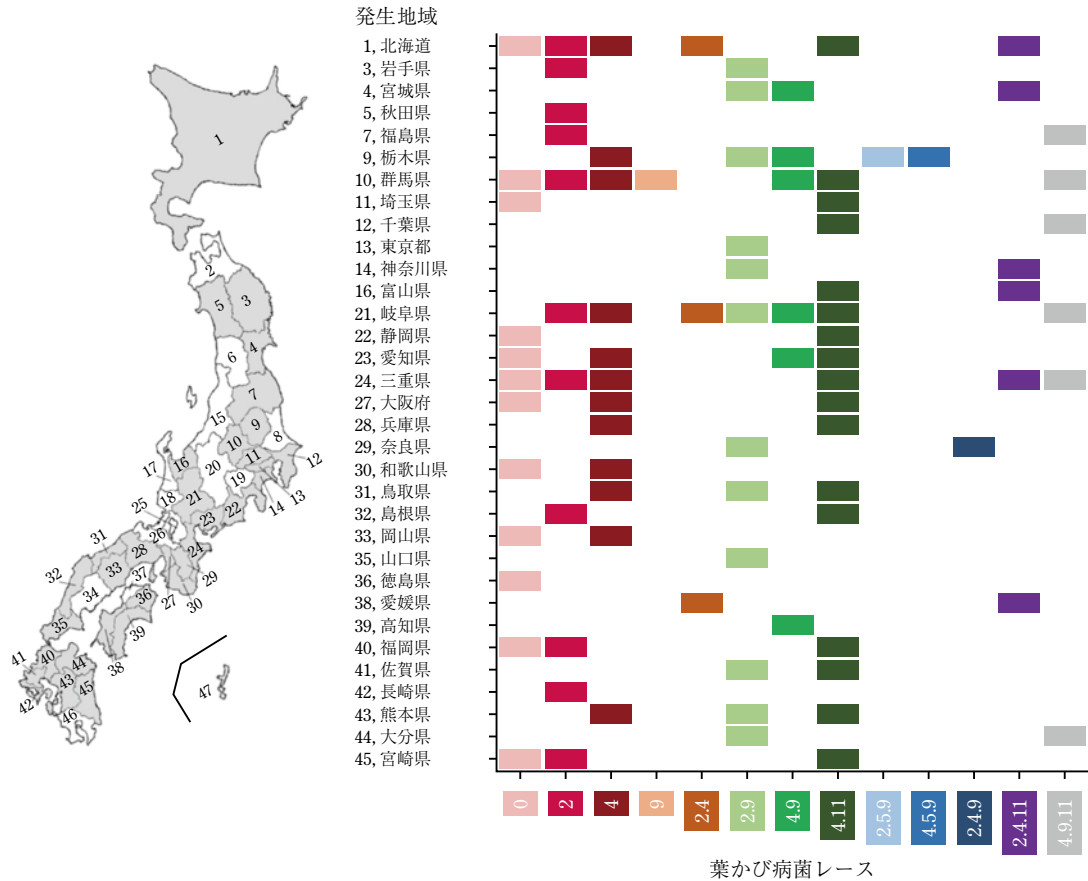 発生地域
1, 北海道
3, 岩手県
4, 宮城県
5, 秋田県
7, 福島県
9, 栃木県
10, 群馬県
11, 埼玉県
12, 千葉県
13, 東京都
14, 神奈川県
16, 富山県
21, 岐阜県
22, 静岡県
23, 愛知県
24, 三重県
27, 大阪府
28, 兵庫県
29, 奈良県
30, 和歌山県
31, 鳥取県
32, 島根県
33, 岡山県
35, 山口県
36, 徳島県
38, 愛媛県
39, 高知県
40, 福岡県
41, 佐賀県
42, 長崎県
43, 熊本県
44, 大分県
45, 宮崎県
1
2
3
5
4
6
7
15
9
8
10
11
12
16
17
20
19
13
18
21
14
25
22
23
26
31
28
24
32
33
37
29
34
36
27
30
35
39
38
41
40
44
43
45
42
46
47
0
2
4
9
2.4
2.9
4.9
4.11
2.5.9
4.5.9
2.4.9
2.4.11
4.9.11
葉かび病菌レース